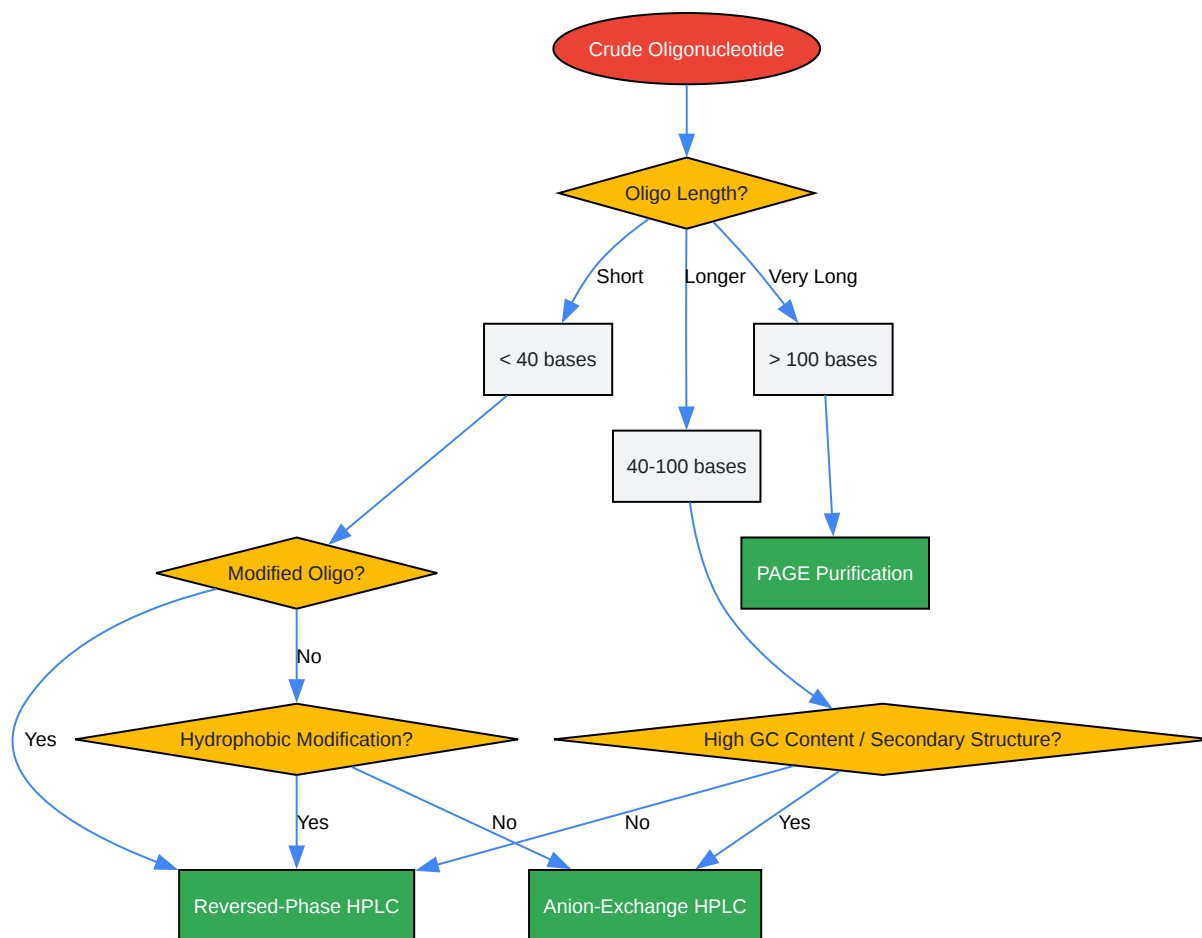 Crude Oligonucleotide
Oligo Length?
Short
Longer
Very Long
< 40 bases
> 100 bases
40-100 bases
Modified Oligo?
PAGE Purification
No
Yes
Hydrophobic Modification?
High GC Content / Secondary Structure?
Yes
No
No
Yes
Reversed-Phase HPLC
Anion-Exchange HPLC